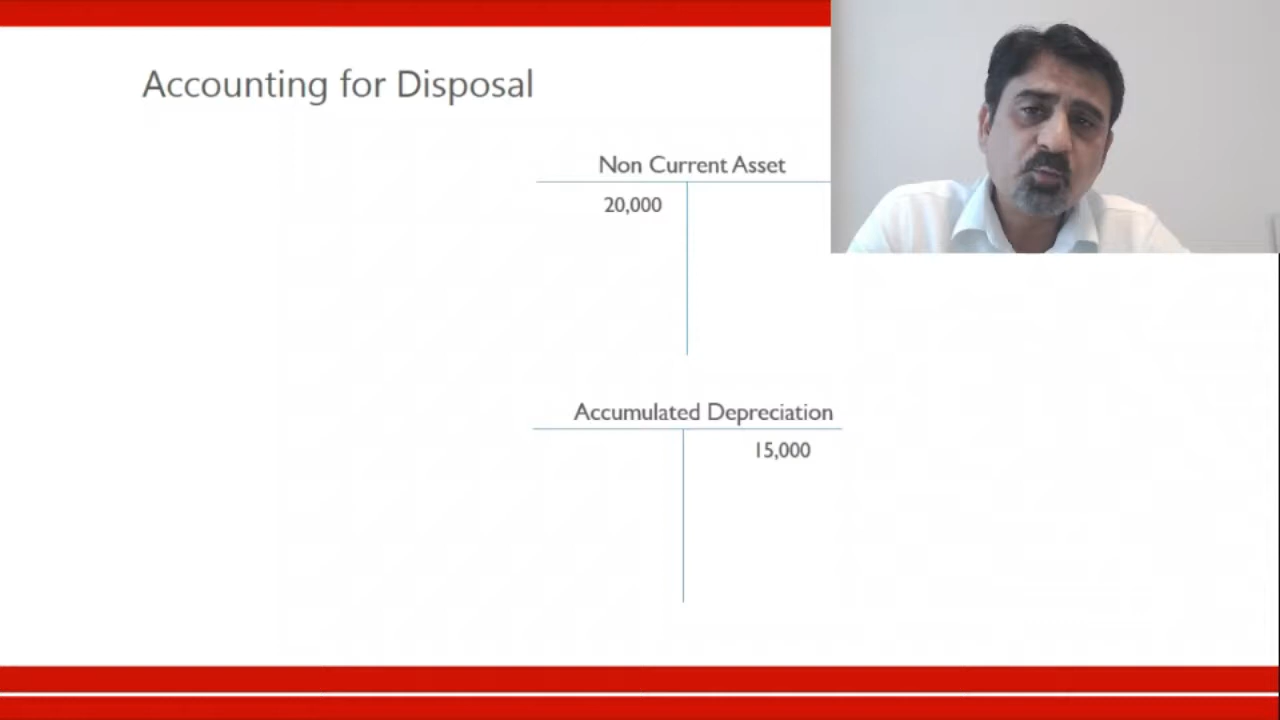 Accounting for Disposal
Non Current Asset
20,000
Accumulated Depreciation
15,000